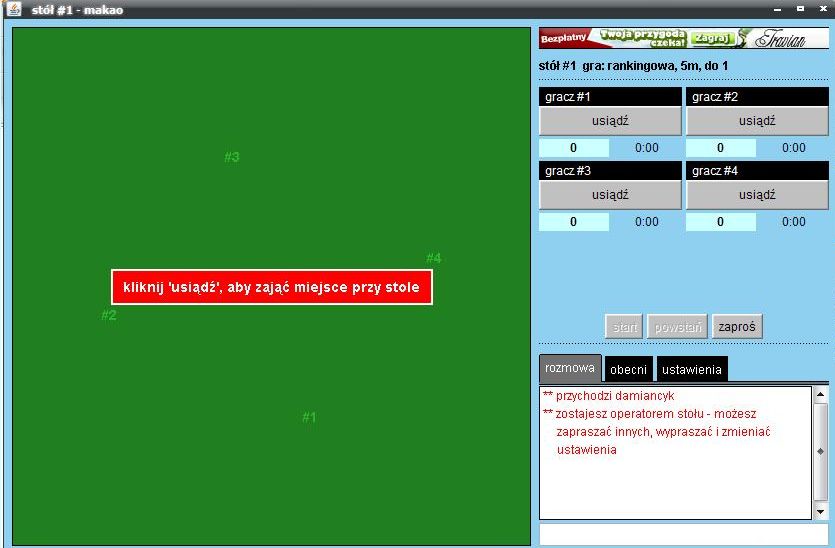 stół #1 - makao
#3
#4
kliknij 'usiądź', aby zająć miejsce przy stole
#2
#1
Bezpłatny Twoja przygoda czeka! Zagraj Travian
stół #1 gra: rankingowa, 5m, do 1
gracz #1 gracz #2
usiądź usiądź
0 0:00 0 0:00
gracz #3 gracz #4
usiądź usiądź
0 0:00 0 0:00
start powstań zaproś
rozmowa obecni ustawienia
** przychodzi damiancyk
** zostajesz operatorem stołu - możesz
zapraszać innych, wypraszać i zmieniać
ustawienia